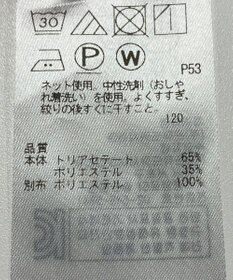 30
P W P53
ネット使用。中性洗剤(おしゃ
れ着洗い)を使用。よくすすぎ、
絞りの後すぐに干すこと。
120
品質
本体 トリアセテート 65%
ポリエステル 35%
別布 ポリエステル 100%